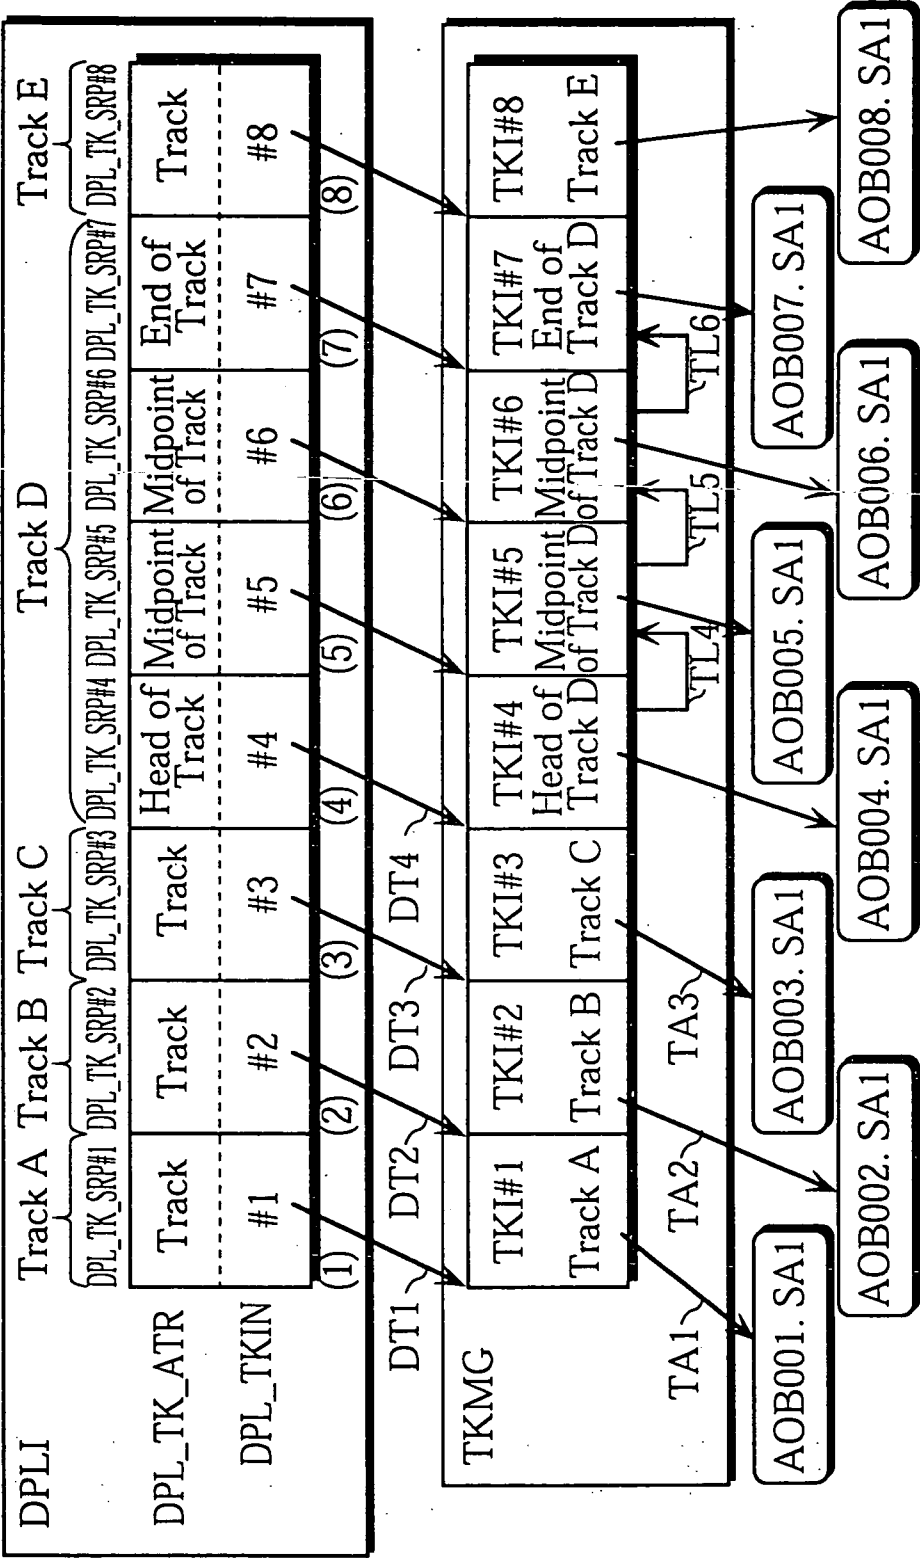 DPLI
Track A
Track B
Track C
Track D
Track E
DPL_TK_SRP#1
DPL_TK_SRP#2
DPL_TK_SRP#3
DPL_TK_SRP#4
DPL_TK_SRP#5
DPL_TK_SRP#6
DPL_TK_SRP#7
DPL_TK_SRP#8
DPL_TK_ATR
Track
Track
Track
Head of
Track
Midpoint
of Track
Midpoint
of Track
End of
Track
Track
DPL_TKIN
#1
#2
#3
#4
#5
#6
#7
#8
(1)
(2)
(3)
(4)
(5)
(6)
(7)
(8)
DT1
DT2
DT3
DT4
TKMG
TKI#1
Track A
TKI#2
Track B
TKI#3
Track C
TKI#4
Head of
Track D
TKI#5
Midpoint
of Track D
TKI#6
Midpoint
of Track D
TKI#7
End of
Track D
TKI#8
Track E
TA1
TA2
TA3
TL4
TL5
TL6
AOB001. SA1
AOB003. SA1
AOB005. SA1
AOB007. SA1
AOB002. SA1
AOB004. SA1
AOB006. SA1
AOB008. SA1